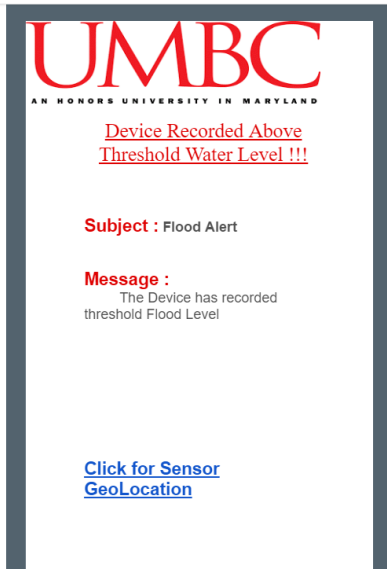 UMBC
AN HONORS UNIVERSITY IN MARYLAND
Device Recorded Above
Threshold Water Level !!!
Subject : Flood Alert
Message :
The Device has recorded
threshold Flood Level
Click for Sensor
GeoLocation